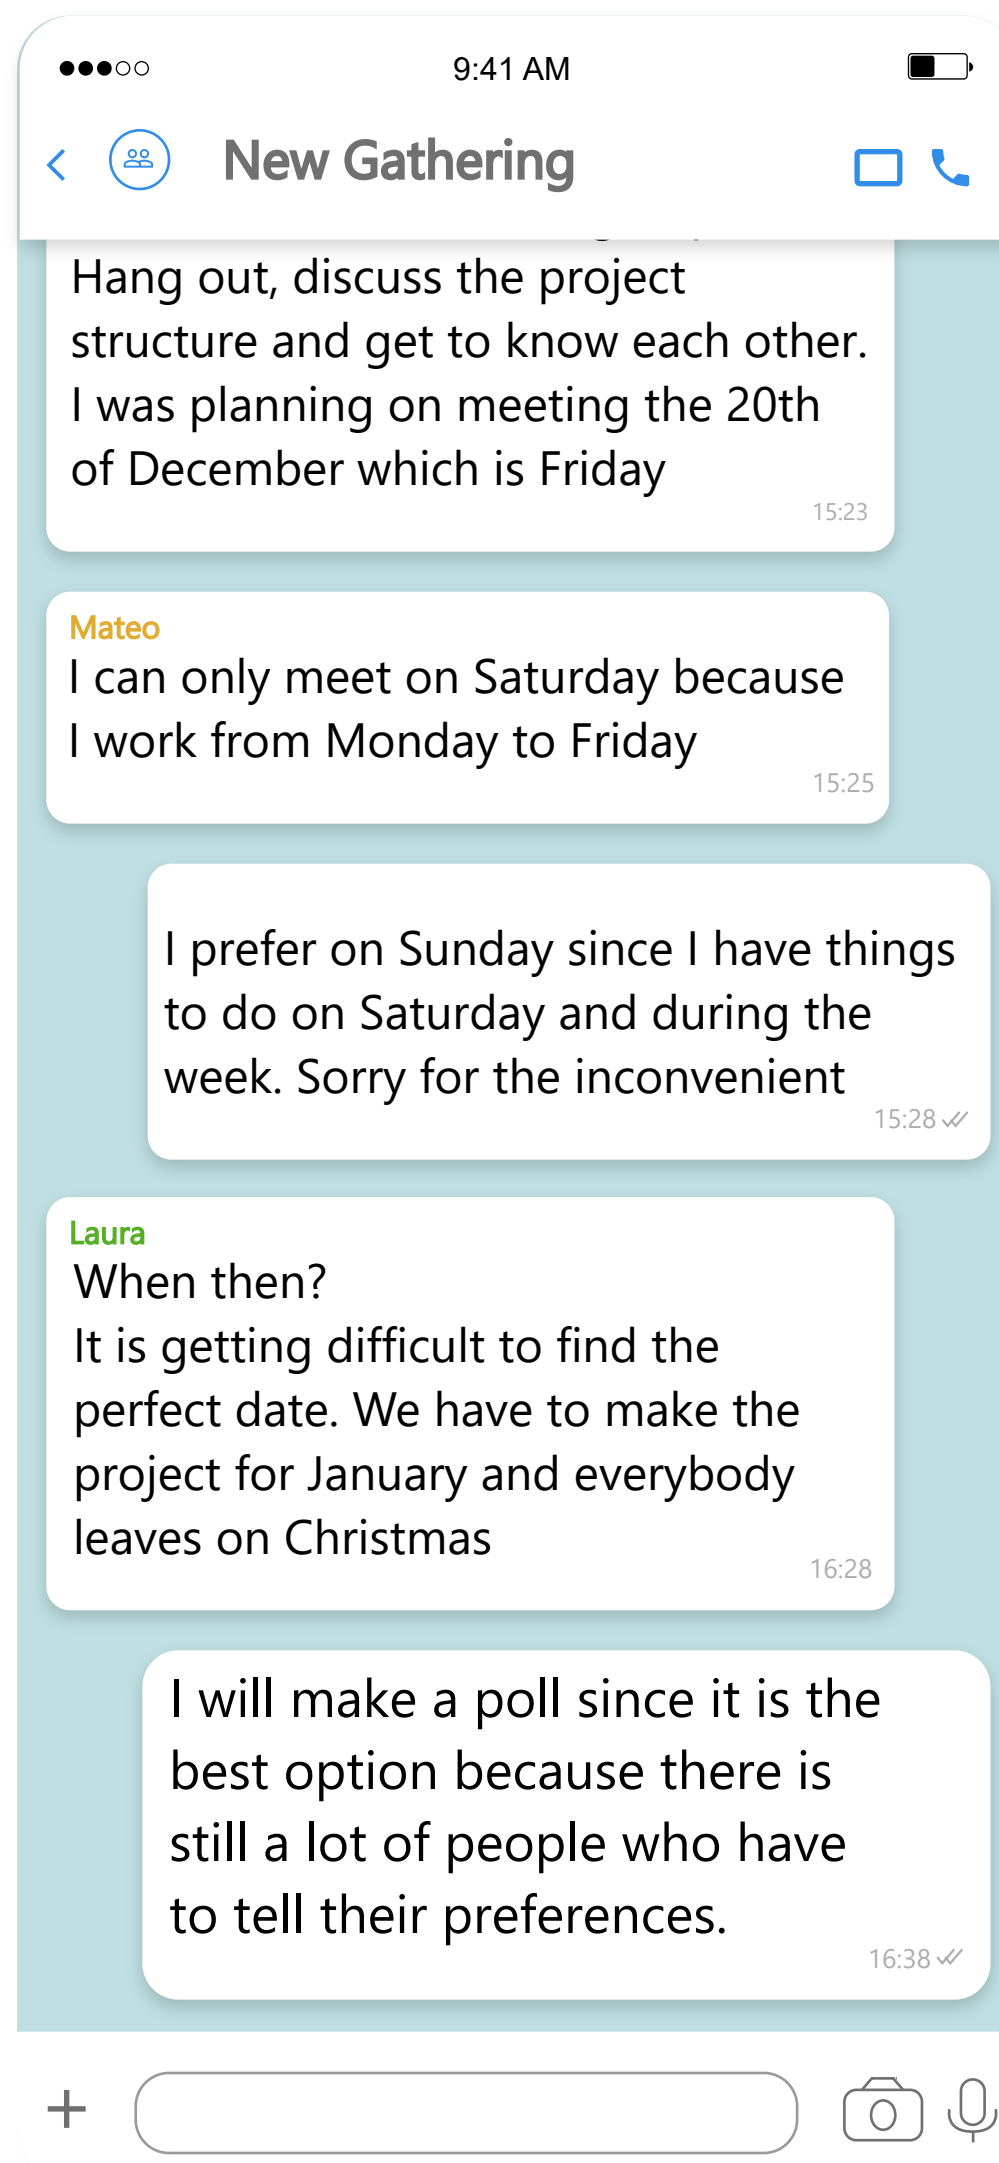 9:41 AM
New Gathering
Hang out, discuss the project
structure and get to know each other.
I was planning on meeting the 20th
of December which is Friday
15:23
Mateo
I can only meet on Saturday because
I work from Monday to Friday
15:25
I prefer on Sunday since I have things
to do on Saturday and during the
week. Sorry for the inconvenient
15:28
Laura
When then?
It is getting difficult to find the
perfect date. We have to make the
project for January and everybody
leaves on Christmas
16:28
I will make a poll since it is the
best option because there is
still a lot of people who have
to tell their preferences.
16:38